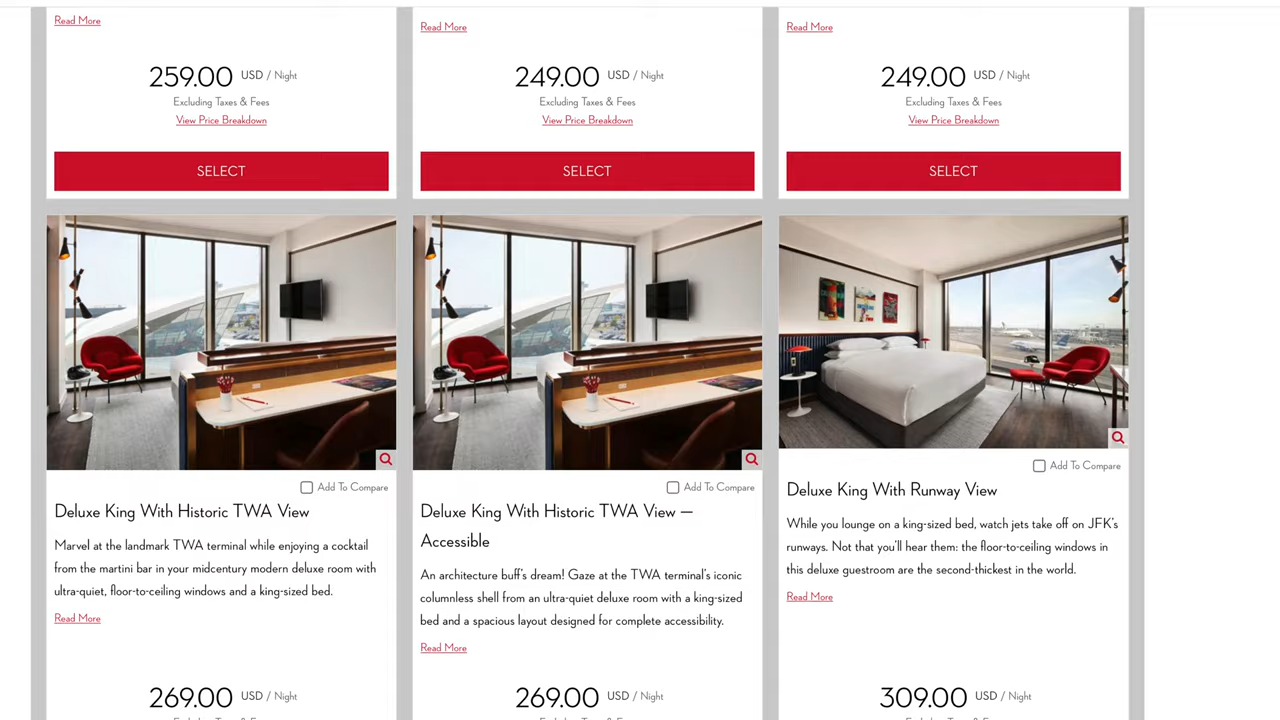 Read More
Read More
Read More
259.00 USD / Night
249.00 USD / Night
249.00 USD / Night
Excluding Taxes & Fees
Excluding Taxes & Fees
Excluding Taxes & Fees
View Price Breakdown
View Price Breakdown
View Price Breakdown
SELECT
SELECT
SELECT
Add To Compare
Deluxe King With Historic TWA View
Marvel at the landmark TWA terminal while enjoying a cocktail
from the martini bar in your midcentury modern deluxe room with
ultra-quiet, floor-to-ceiling windows and a king-sized bed.
Read More
269.00 USD / Night
Add To Compare
Deluxe King With Historic TWA View —
Accessible
An architecture buff's dream! Gaze at the TWA terminal's iconic
columnless shell from an ultra-quiet deluxe room with a king-sized
bed and a spacious layout designed for complete accessibility.
Read More
269.00 USD / Night
Add To Compare
Deluxe King With Runway View
While you lounge on a king-sized bed, watch jets take off on JFK's
runways. Not that you'll hear them: the floor-to-ceiling windows in
this deluxe guestroom are the second-thickest in the world.
Read More
309.00 USD / Night